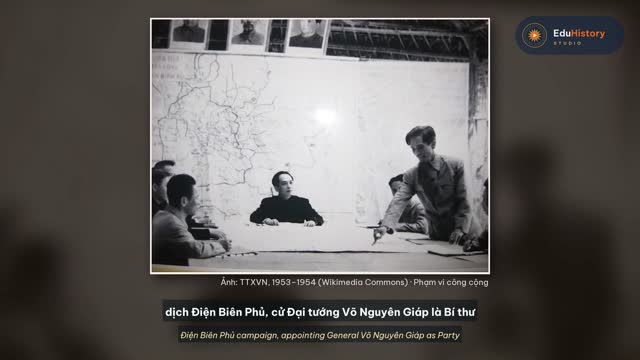 EduHistory
STUDIO
Ảnh: TTXVN, 1953–1954 (Wikimedia Commons) · Phạm vi công cộng
dịch Điện Biên Phủ, cử Đại tướng Võ Nguyên Giáp là Bí thư
Điện Biên Phủ campaign, appointing General Võ Nguyên Giáp as Party